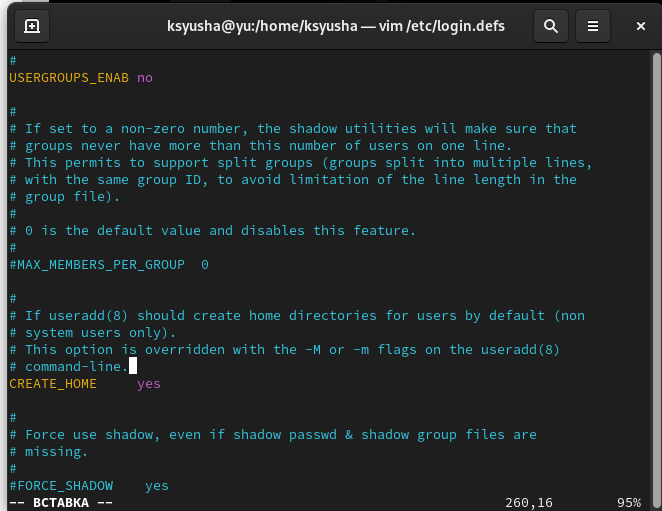 ksyusha@yu:/home/ksyusha — vim /etc/login.defs
#
USERGROUPS_ENAB no
#
# If set to a non-zero number, the shadow utilities will make sure that
# groups never have more than this number of users on one line.
# This permits to support split groups (groups split into multiple lines,
# with the same group ID, to avoid limitation of the line length in the
# group file).
#
# 0 is the default value and disables this feature.
#
#MAX_MEMBERS_PER_GROUP  0
#
# If useradd(8) should create home directories for users by default (non
# system users only).
# This option is overridden with the -M or -m flags on the useradd(8)
# command-line.
CREATE_HOME     yes
#
# Force use shadow, even if shadow passwd & shadow group files are
# missing.
#
#FORCE_SHADOW    yes
-- ВСТАВКА --                                                 260,16        95%